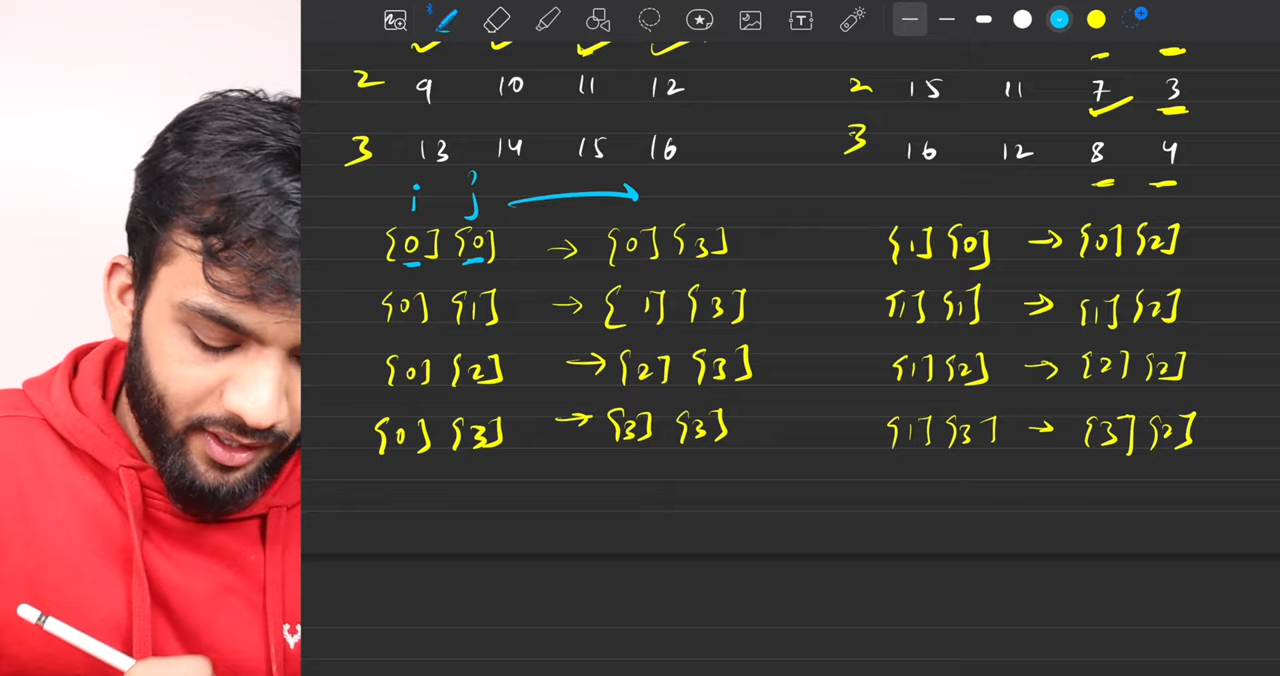 2 9 10 11 12 2 15 11 7 3
3 13 14 15 16 3 16 12 8 4
i j
[0] [0] → [0] [3] [1] [0] → [0] [2]
[0] [1] → [1] [3] [1] [1] → [1] [2]
[0] [2] → [2] [3] [1] [2] → [2] [2]
[0] [3] → [3] [3] [1] [3] → [3] [2]